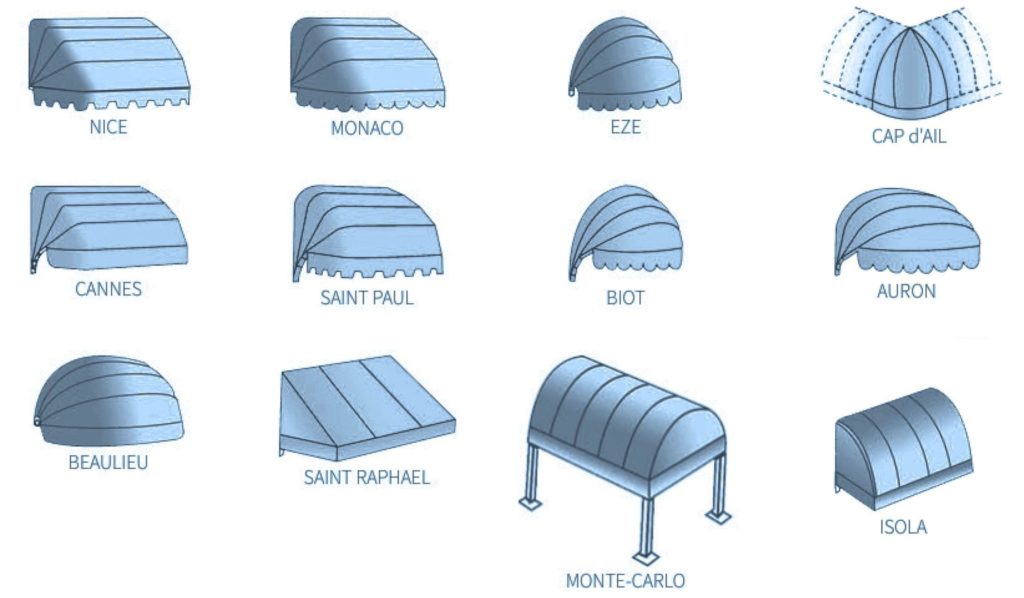 NICE
MONACO
EZE
CAP d'AIL
CANNES
SAINT PAUL
BIOT
AURON
BEAULIEU
SAINT RAPHAEL
MONTE-CARLO
ISOLA